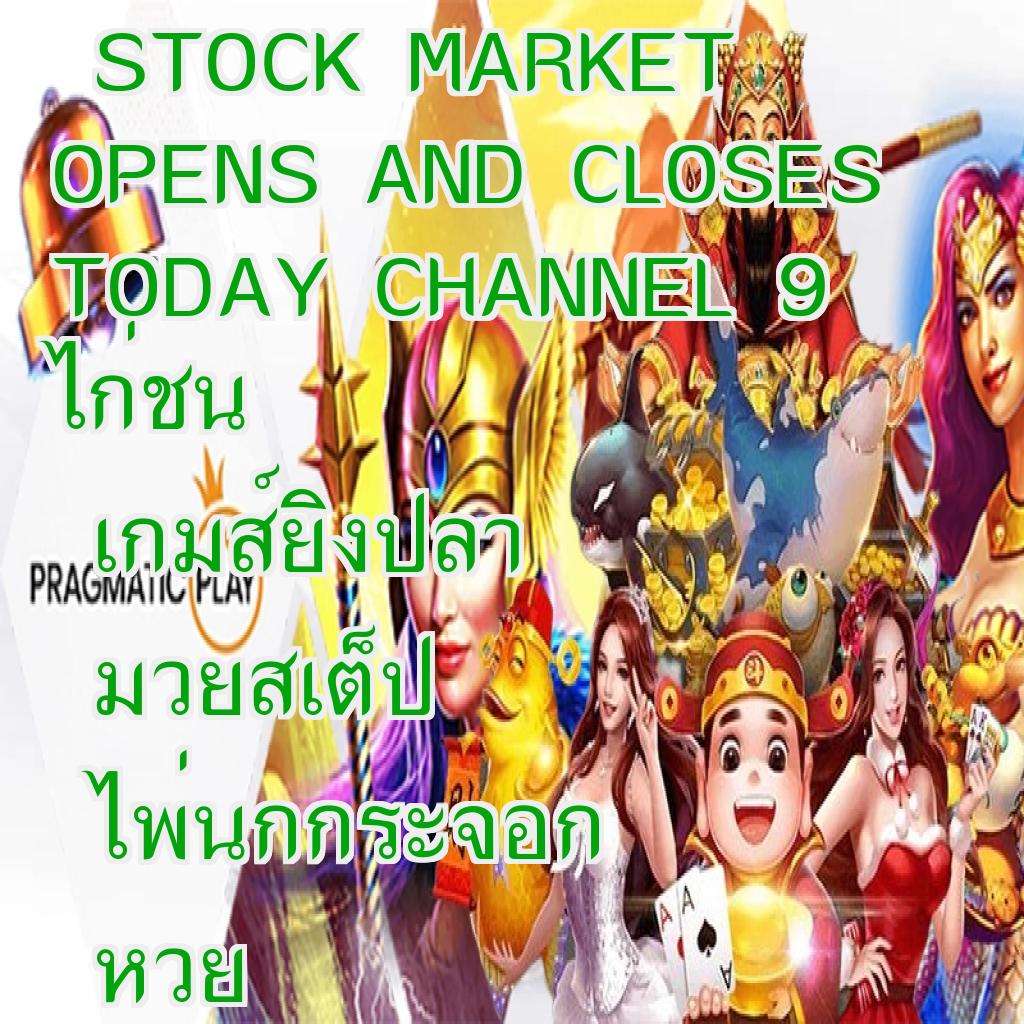 STOCK MARKET
OPENS AND CLOSES
TODAY CHANNEL 9
ไก่ชน
เกมส์ยิงปลา
PRAGMATIC PLAY
มวยสเต็ป
ไพ่นกกระจอก
หวย
A A
A